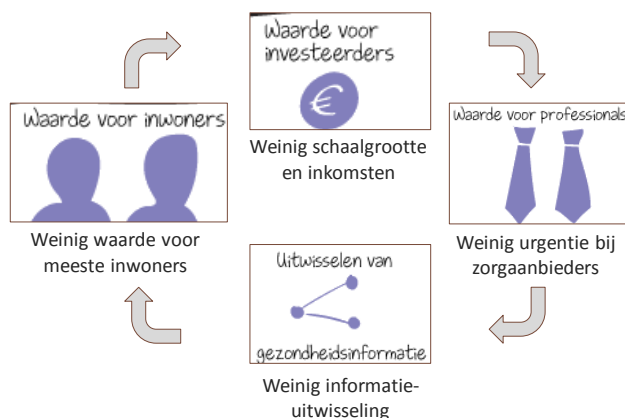 Waarde voor
investeerders
€
Weinig schaalgrootte
en inkomsten
Waarde voor inwoners
Weinig waarde voor
meeste inwoners
Waarde voor professionals
Weinig urgentie bij
zorgaanbieders
Uitwisselen van
gezondheidsinformatie
Weinig informatie-
uitwisseling